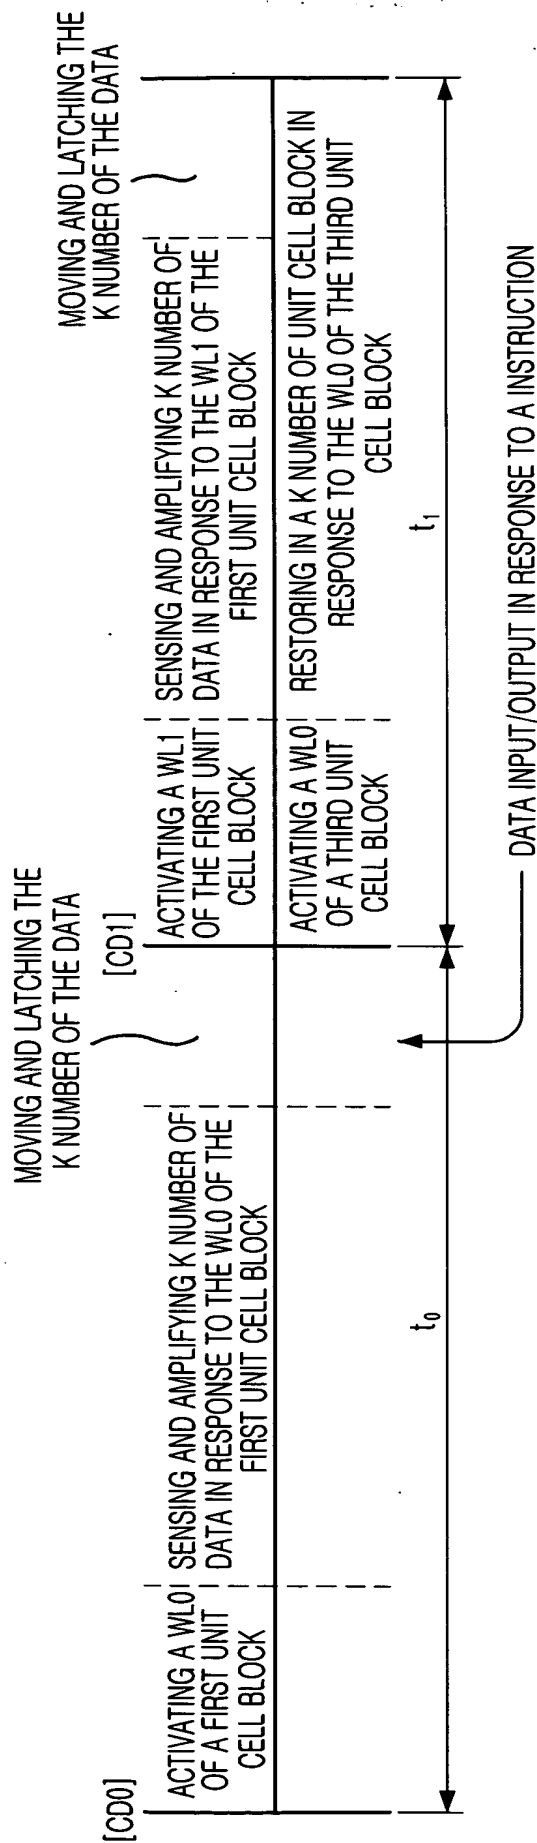 MOVING AND LATCHING THE
K NUMBER OF THE DATA
MOVING AND LATCHING THE
K NUMBER OF THE DATA
[CD0]
[CD1]
ACTIVATING A WL0
OF A FIRST UNIT
CELL BLOCK
SENSING AND AMPLIFYING K NUMBER OF
DATA IN RESPONSE TO THE WL0 OF THE
FIRST UNIT CELL BLOCK
ACTIVATING A WL1
OF THE FIRST UNIT
CELL BLOCK
SENSING AND AMPLIFYING K NUMBER OF
DATA IN RESPONSE TO THE WL1 OF THE
FIRST UNIT CELL BLOCK
ACTIVATING A WL0
OF A THIRD UNIT
CELL BLOCK
RESTORING IN A K NUMBER OF UNIT CELL BLOCK IN
RESPONSE TO THE WL0 OF THE THIRD UNIT
CELL BLOCK
t0
t1
DATA INPUT/OUTPUT IN RESPONSE TO A INSTRUCTION